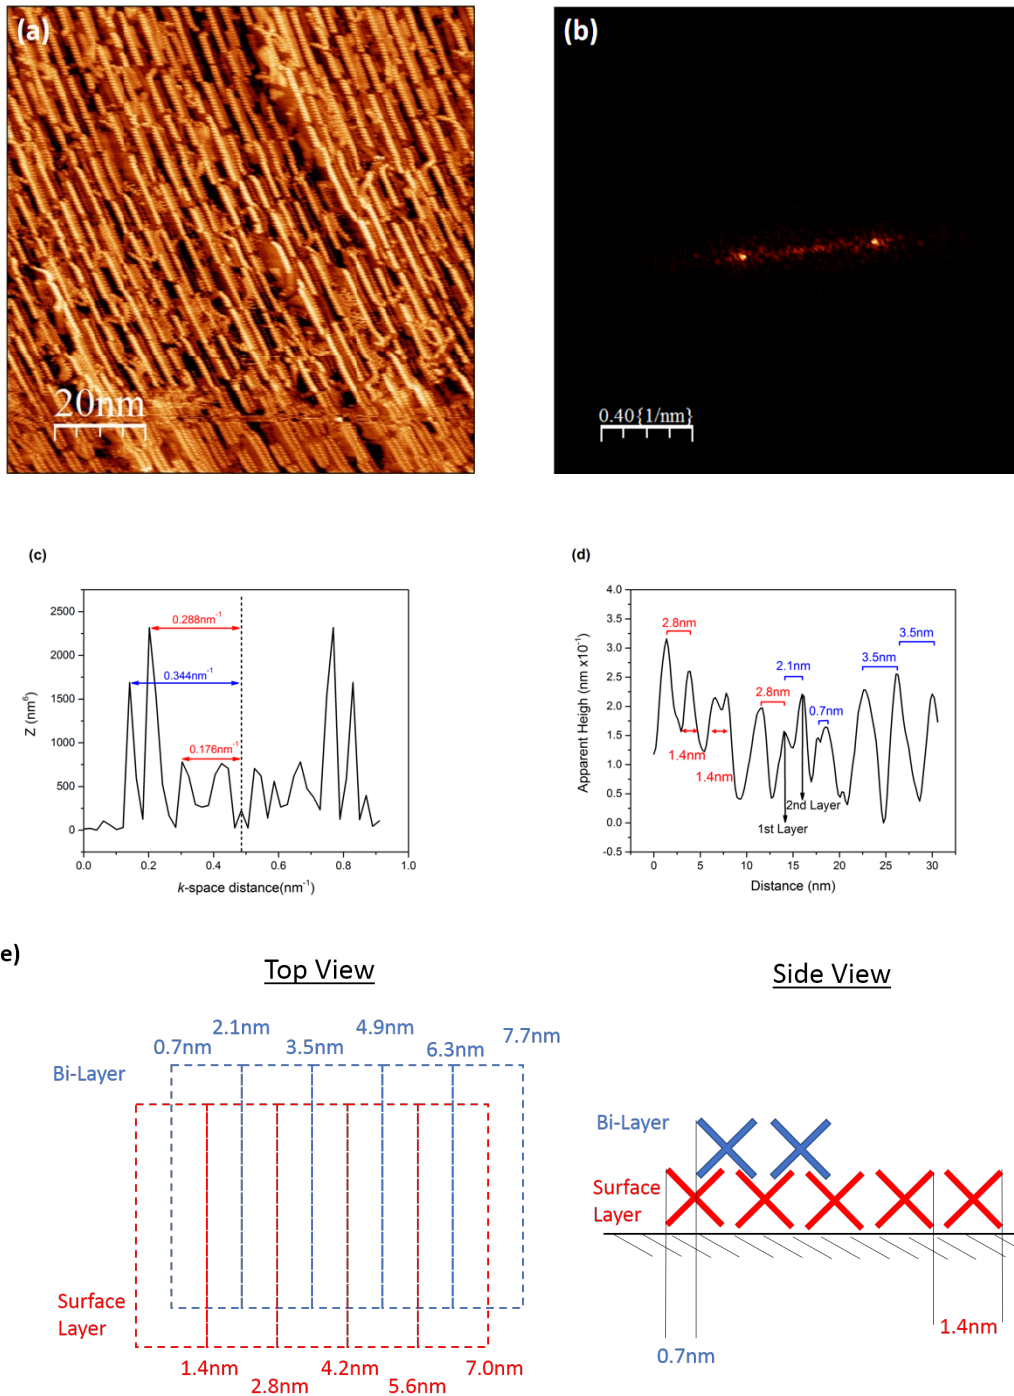 (a)
20nm
(b)
0.40{1/nm}
(c)
2500
2000
1500
1000
500
0
Z (nm⁶)
0.288nm⁻¹
0.344nm⁻¹
0.176nm⁻¹
0.0 0.2 0.4 0.6 0.8 1.0
k-space distance(nm⁻¹)
(d)
4.0
3.5
3.0
2.5
2.0
1.5
1.0
0.5
0.0
-0.5
Apparent Heigh (nm x10⁻¹)
2.8nm
1.4nm
1.4nm
2.8nm
2.1nm
0.7nm
3.5nm
3.5nm
2nd Layer
1st Layer
0 5 10 15 20 25 30
Distance (nm)
e)
Top View
2.1nm 4.9nm 7.7nm
0.7nm 3.5nm 6.3nm
Bi-Layer
Surface
Layer
1.4nm 4.2nm 7.0nm
2.8nm 5.6nm
Side View
Bi-Layer
Surface
Layer
1.4nm
0.7nm